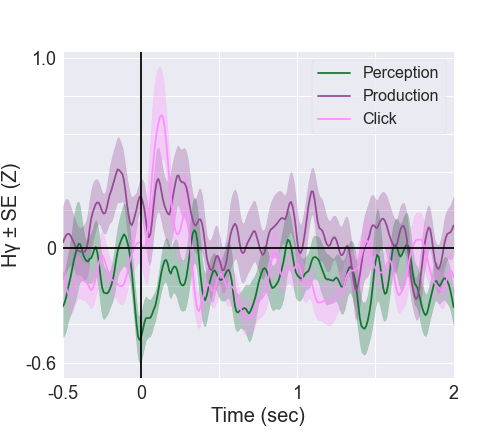 1.0
0
-0.6
-0.5
0
1
2
Hγ ± SE (Z)
Time (sec)
Perception
Production
Click